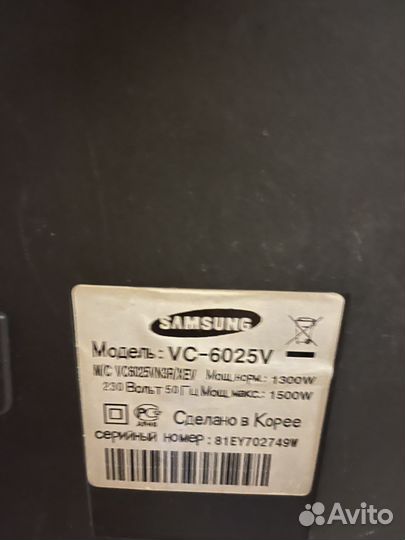 SAMSUNG
Модель: VC-6025V
M/C VC6025VN3R/XEV Мощ.норм.: 1300W
230 Вольт 50 Гц Мощ.макс.: 1500W
Сделано в Корее
серийный номер: 81EY702749W
Avito